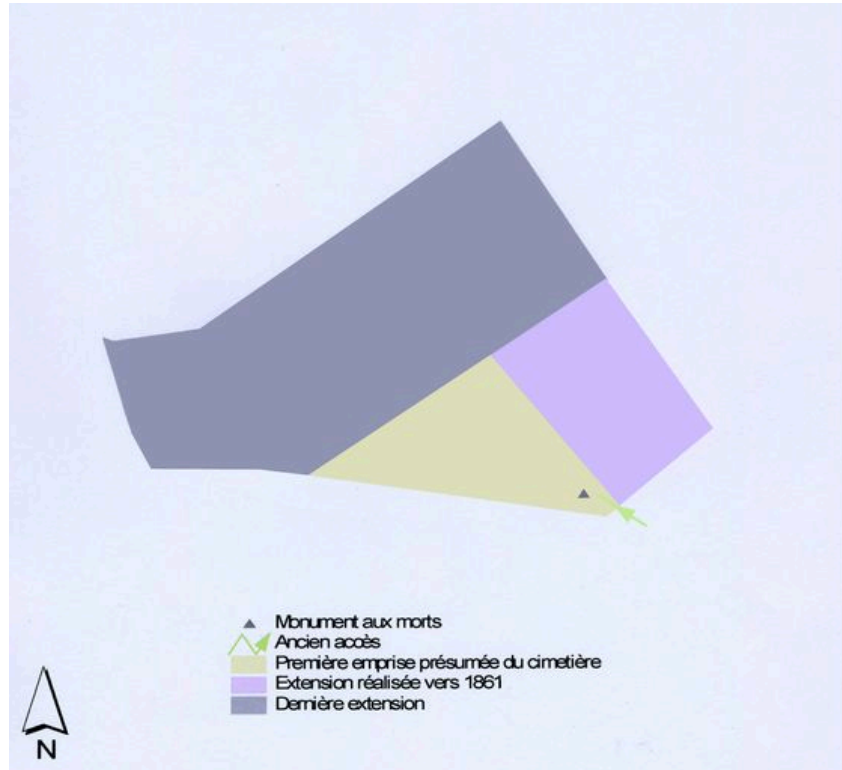 Monument aux morts
Ancien accès
Première emprise présumée du cimetière
Extension réalisée vers 1861
Dernière extension
N